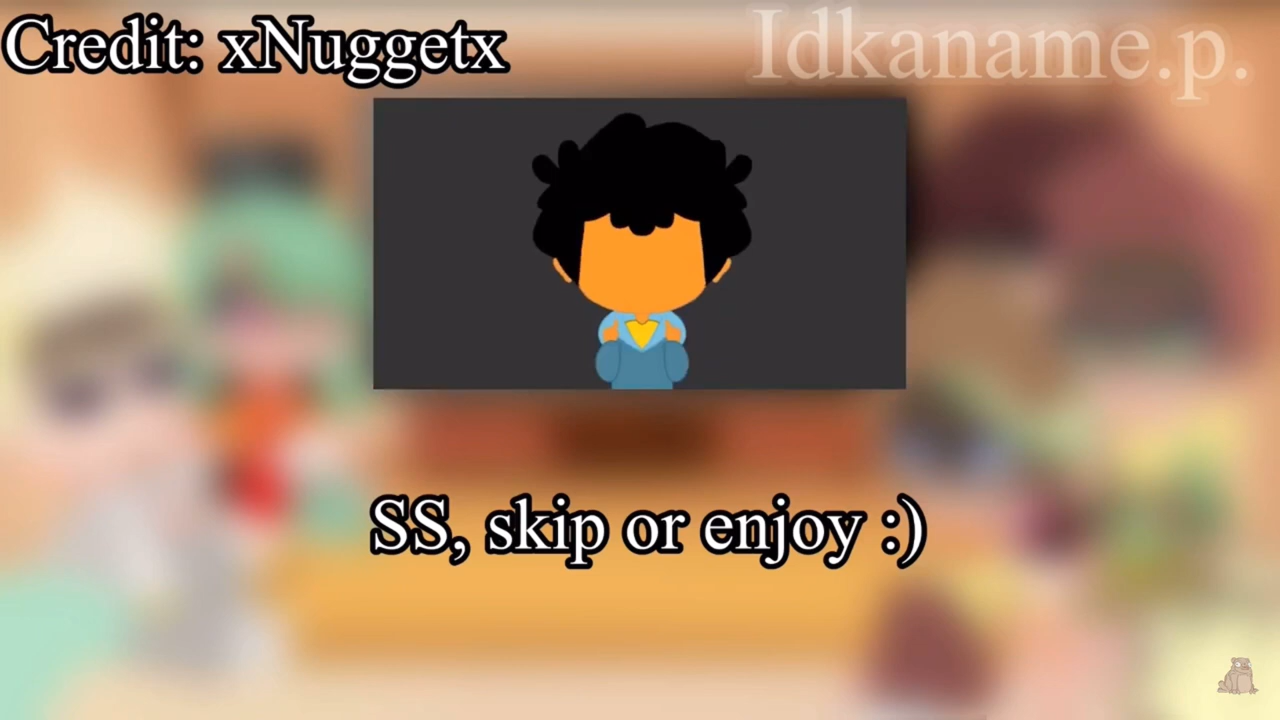 Credit: xNuggetx
Idkaname.p.
SS, skip or enjoy :)